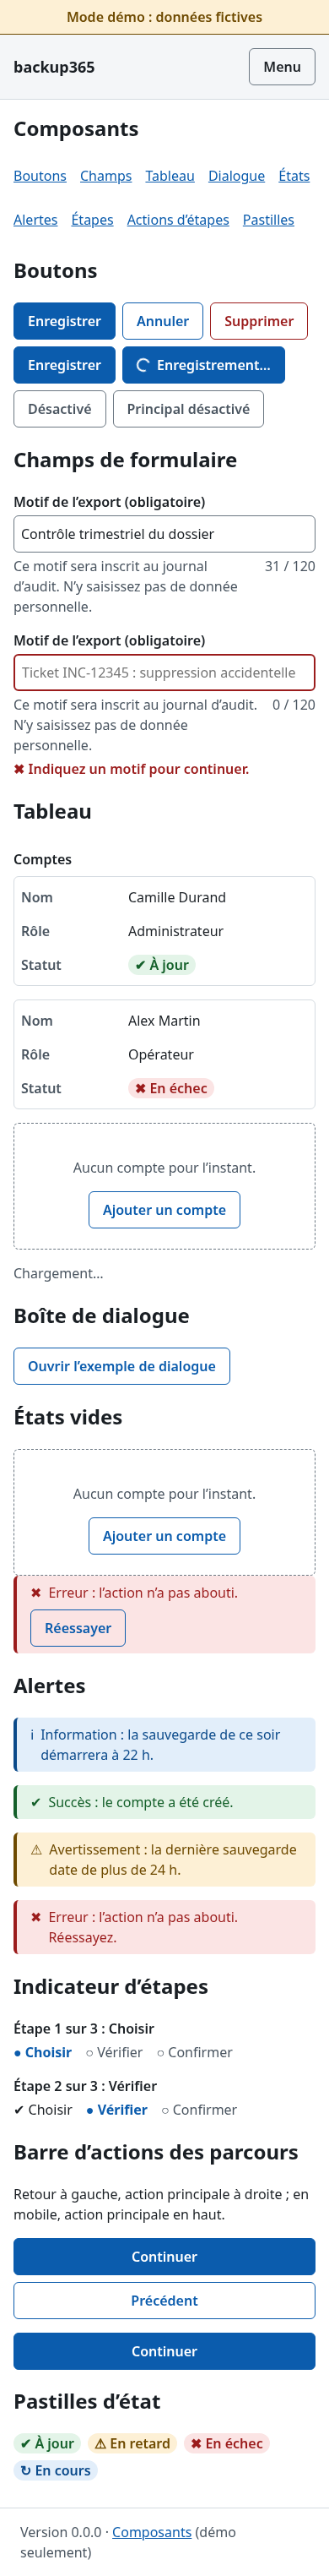 Mode démo : données fictives
backup365
Menu
Composants
Boutons Champs Tableau Dialogue États
Alertes Étapes Actions d’étapes Pastilles
Boutons
Enregistrer Annuler Supprimer
Enregistrer Enregistrement…
Désactivé Principal désactivé
Champs de formulaire
Motif de l’export (obligatoire)
Contrôle trimestriel du dossier
Ce motif sera inscrit au journal 31 / 120
d’audit. N’y saisissez pas de donnée
personnelle.
Motif de l’export (obligatoire)
Ticket INC-12345 : suppression accidentelle
Ce motif sera inscrit au journal d’audit. 0 / 120
N’y saisissez pas de donnée
personnelle.
✖ Indiquez un motif pour continuer.
Tableau
Comptes
Nom Camille Durand
Rôle Administrateur
Statut ✔ À jour
Nom Alex Martin
Rôle Opérateur
Statut ✖ En échec
Aucun compte pour l’instant.
Ajouter un compte
Chargement…
Boîte de dialogue
Ouvrir l’exemple de dialogue
États vides
Aucun compte pour l’instant.
Ajouter un compte
✖ Erreur : l’action n’a pas abouti.
Réessayer
Alertes
i Information : la sauvegarde de ce soir
démarrera à 22 h.
✔ Succès : le compte a été créé.
⚠ Avertissement : la dernière sauvegarde
date de plus de 24 h.
✖ Erreur : l’action n’a pas abouti.
Réessayez.
Indicateur d’étapes
Étape 1 sur 3 : Choisir
● Choisir ○ Vérifier ○ Confirmer
Étape 2 sur 3 : Vérifier
✔ Choisir ● Vérifier ○ Confirmer
Barre d’actions des parcours
Retour à gauche, action principale à droite ; en
mobile, action principale en haut.
Continuer
Précédent
Continuer
Pastilles d’état
✔ À jour ⚠ En retard ✖ En échec
↻ En cours
Version 0.0.0 · Composants (démo
seulement)